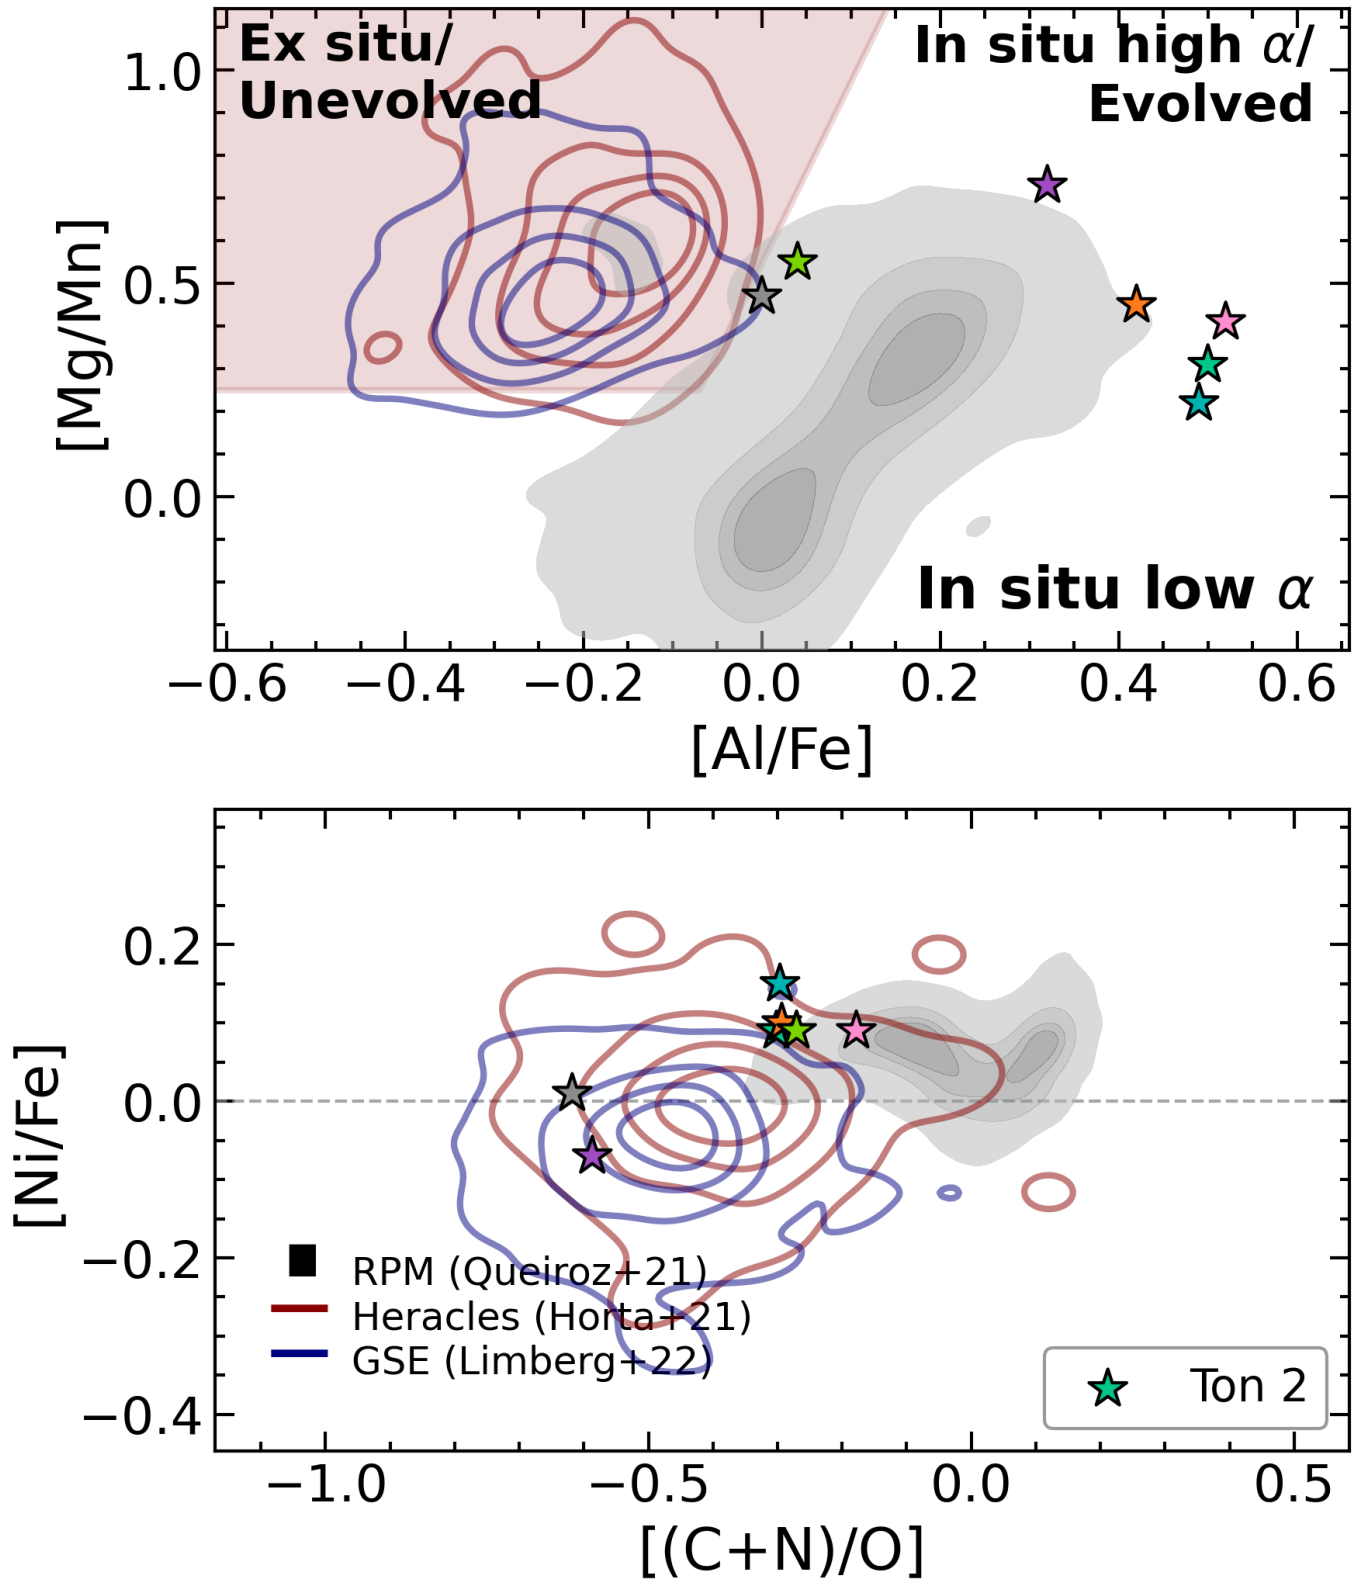 Ex situ/
Unevolved
In situ high α/
Evolved
In situ low α
1.0
0.5
0.0
[Mg/Mn]
−0.6 −0.4 −0.2 0.0 0.2 0.4 0.6
[Al/Fe]
0.2
0.0
−0.2
−0.4
[Ni/Fe]
RPM (Queiroz+21)
Heracles (Horta+21)
GSE (Limberg+22)
Ton 2
−1.0 −0.5 0.0 0.5
[(C+N)/O]